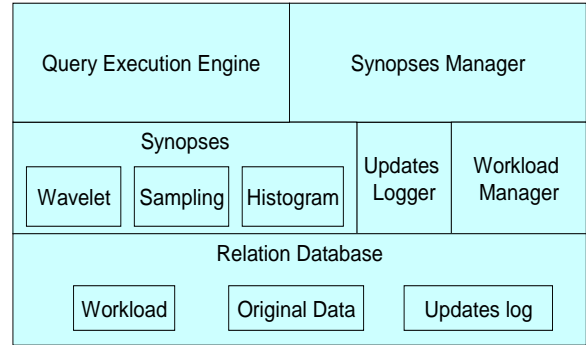 Query Execution Engine
Synopses Manager
Synopses
Wavelet
Sampling
Histogram
Updates
Logger
Workload
Manager
Relation Database
Workload
Original Data
Updates log